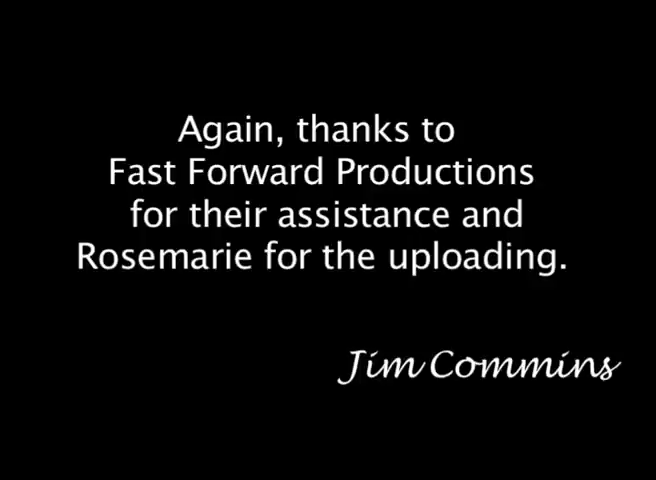 Again, thanks to
Fast Forward Productions
for their assistance and
Rosemarie for the uploading.
Jim Commins